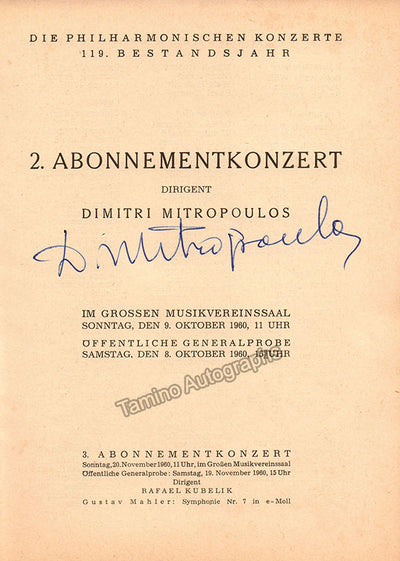 DIE PHILHARMONISCHEN KONZERTE
119. BESTANDSJAHR
2. ABONNEMENTKONZERT
DIRIGENT
DIMITRI MITROPOULOS
D. Mitropoulos
IM GROSSEN MUSIKVEREINSSAAL
SONNTAG, DEN 9. OKTOBER 1960, 11 UHR
ÖFFENTLICHE GENERALPROBE
SAMSTAG, DEN 8. OKTOBER 1960, 15 UHR
Tamino Autographs
3. ABONNEMENTKONZERT
Sonntag, 20. November 1960, 11 Uhr, im Großen Musikvereinssaal
Öffentliche Generalprobe: Samstag, 19. November 1960, 15 Uhr
Dirigent
RAFAEL KUBELIK
Gustav Mahler: Symphonie Nr. 7 in e-Moll